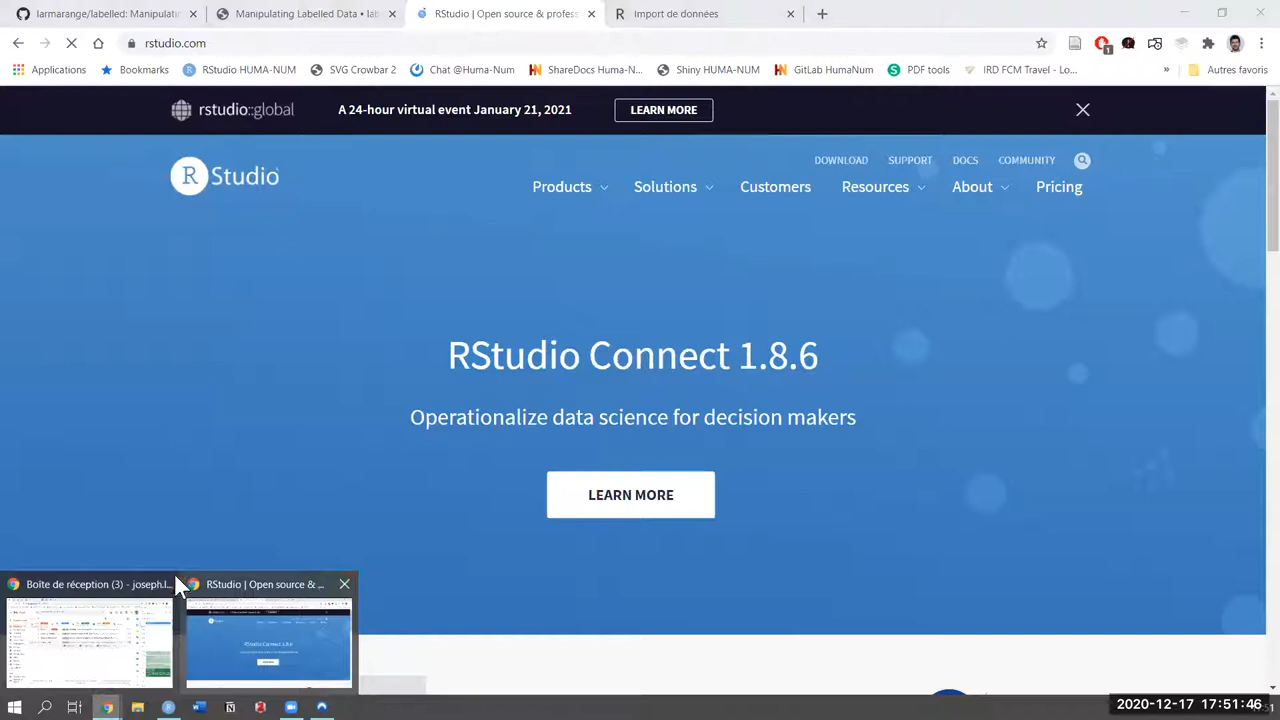 larmarange/labelled: Manipulatin
Manipulating Labelled Data • lab
RStudio | Open source & profess
Import de données
rstudio.com
Applications
Bookmarks
RStudio HUMA-NUM
SVG Crowbar 2
Chat @Huma-Num
ShareDocs Huma-N...
Shiny HUMA-NUM
GitLab HumaNum
PDF tools
IRD FCM Travel - Lo...
»
Autres favoris
rstudio::global
A 24-hour virtual event January 21, 2021
LEARN MORE
R Studio
DOWNLOAD
SUPPORT
DOCS
COMMUNITY
Products
Solutions
Customers
Resources
About
Pricing
RStudio Connect 1.8.6
Operationalize data science for decision makers
LEARN MORE
Boîte de réception (3) - joseph.l...
RStudio | Open source & ...
2020-12-17 17:51:46